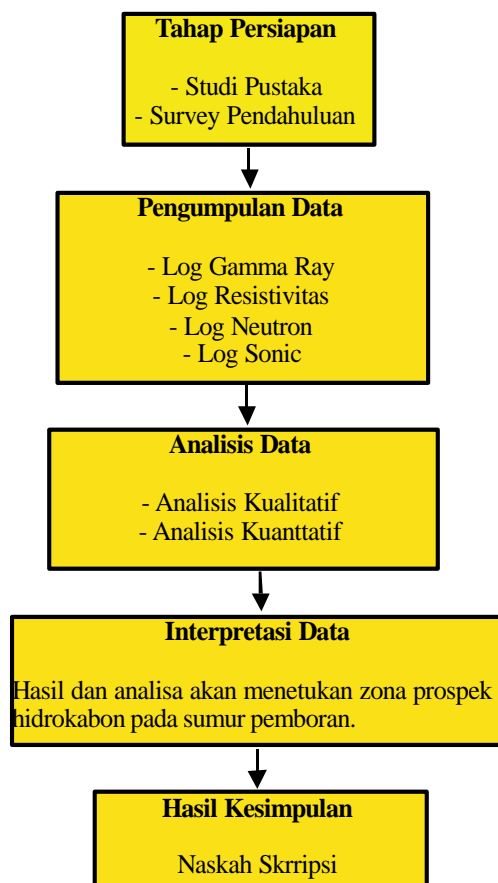 Tahap Persiapan
- Studi Pustaka
- Survey Pendahuluan
Pengumpulan Data
- Log Gamma Ray
- Log Resistivitas
- Log Neutron
- Log Sonic
Analisis Data
- Analisis Kualitatif
- Analisis Kuanttatif
Interpretasi Data
Hasil dan analisa akan menetukan zona prospek
hidrokabon pada sumur pemboran.
Hasil Kesimpulan
Naskah Skrripsi